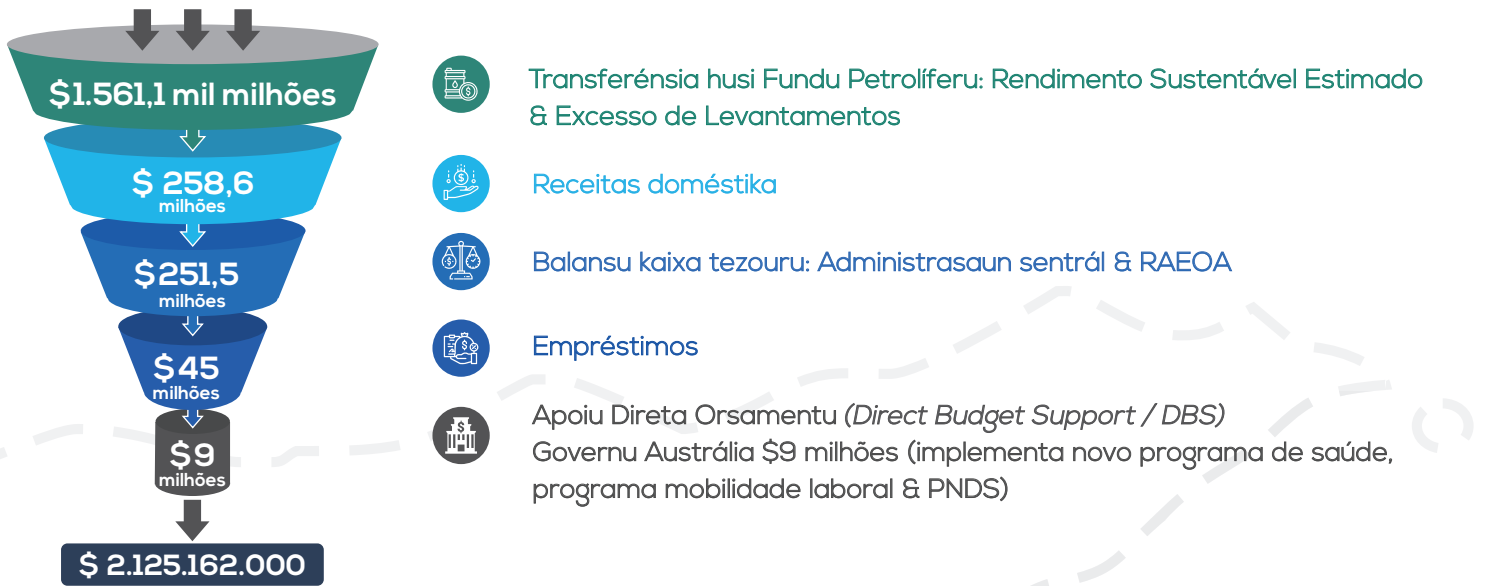 $1.561,1 mil milhões
Transferénsia husi Fundu Petrolíferu: Rendimento Sustentável Estimado
& Excesso de Levantamentos
$ 258,6
milhões
Receitas doméstika
$251,5
milhões
Balansu kaixa tezouru: Administrasaun sentrál & RAEOA
$45
milhões
Empréstimos
$9
milhões
Apoiu Direta Orsamentu (Direct Budget Support / DBS)
Governu Austrália $9 milhões (implementa novo programa de saúde,
programa mobilidade laboral & PNDS)
$ 2.125.162.000